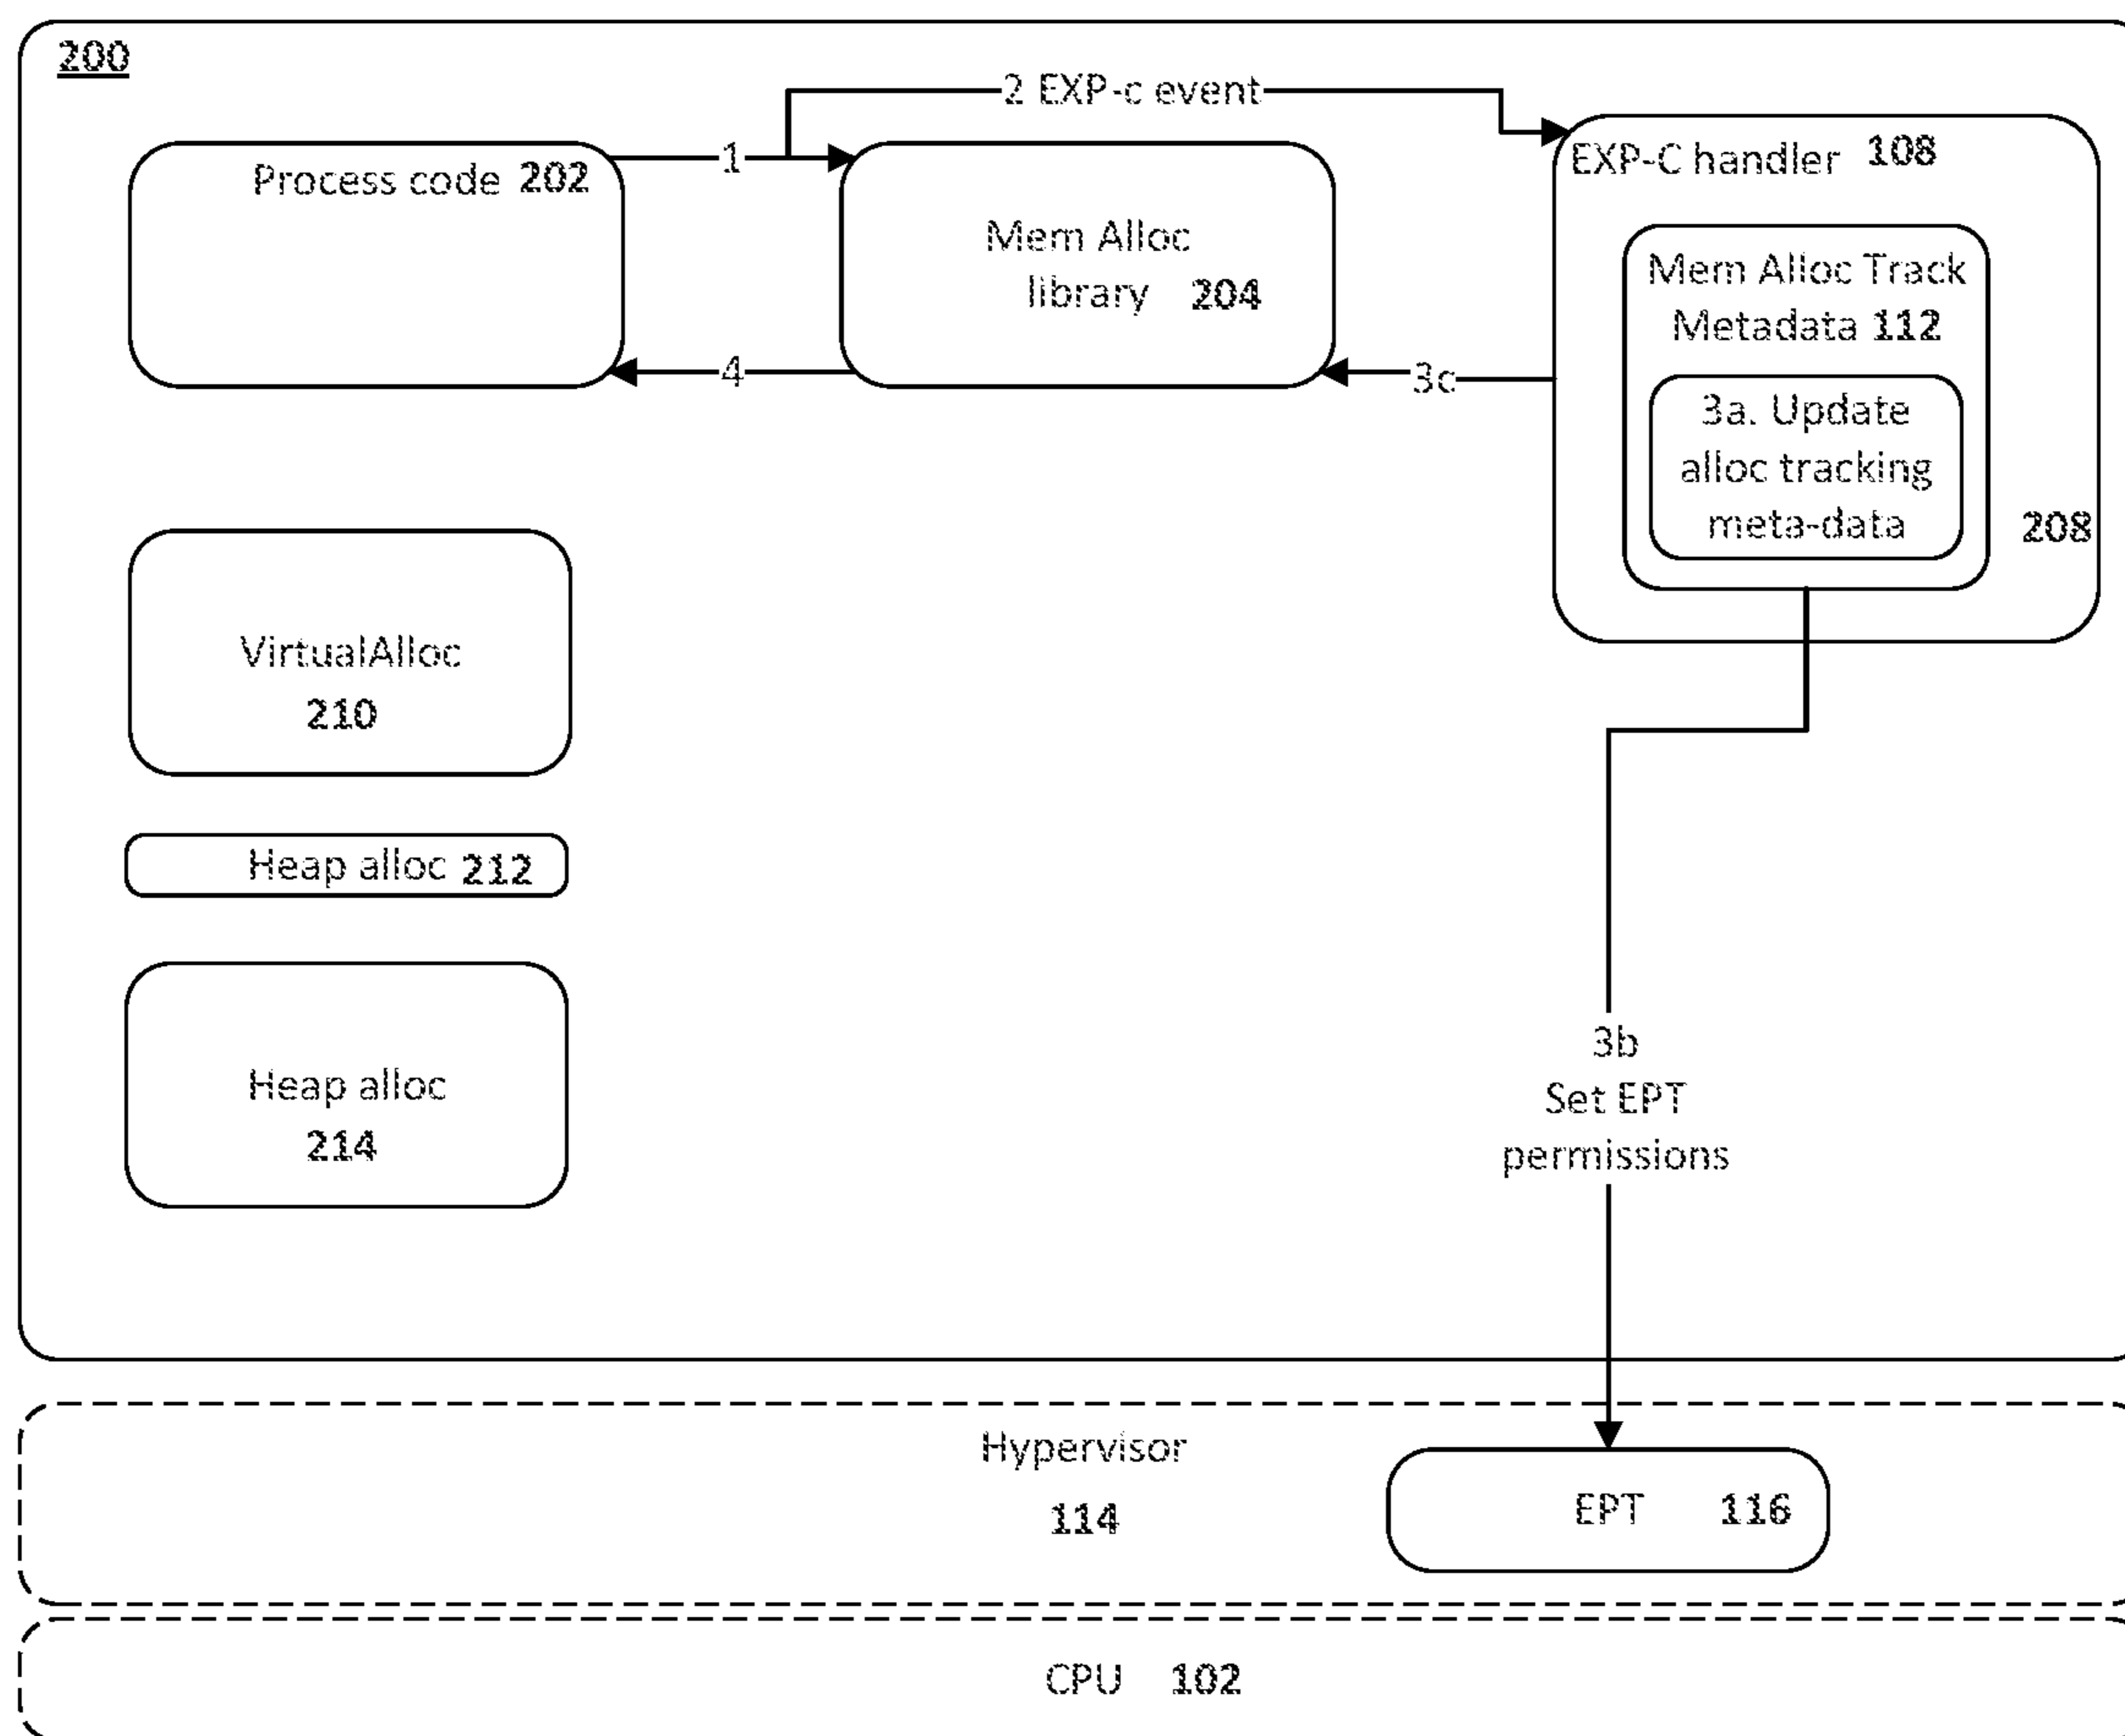 200
2 EXP-c event
1
Process code 202
Mem Alloc
library 204
4
3c
EXP-C handler 108
Mem Alloc Track
Metadata 112
3a. Update
alloc tracking
meta-data
208
VirtualAlloc
210
Heap alloc 212
Heap alloc
214
3b
Set EPT
permissions
Hypervisor
114
EPT 116
CPU 102